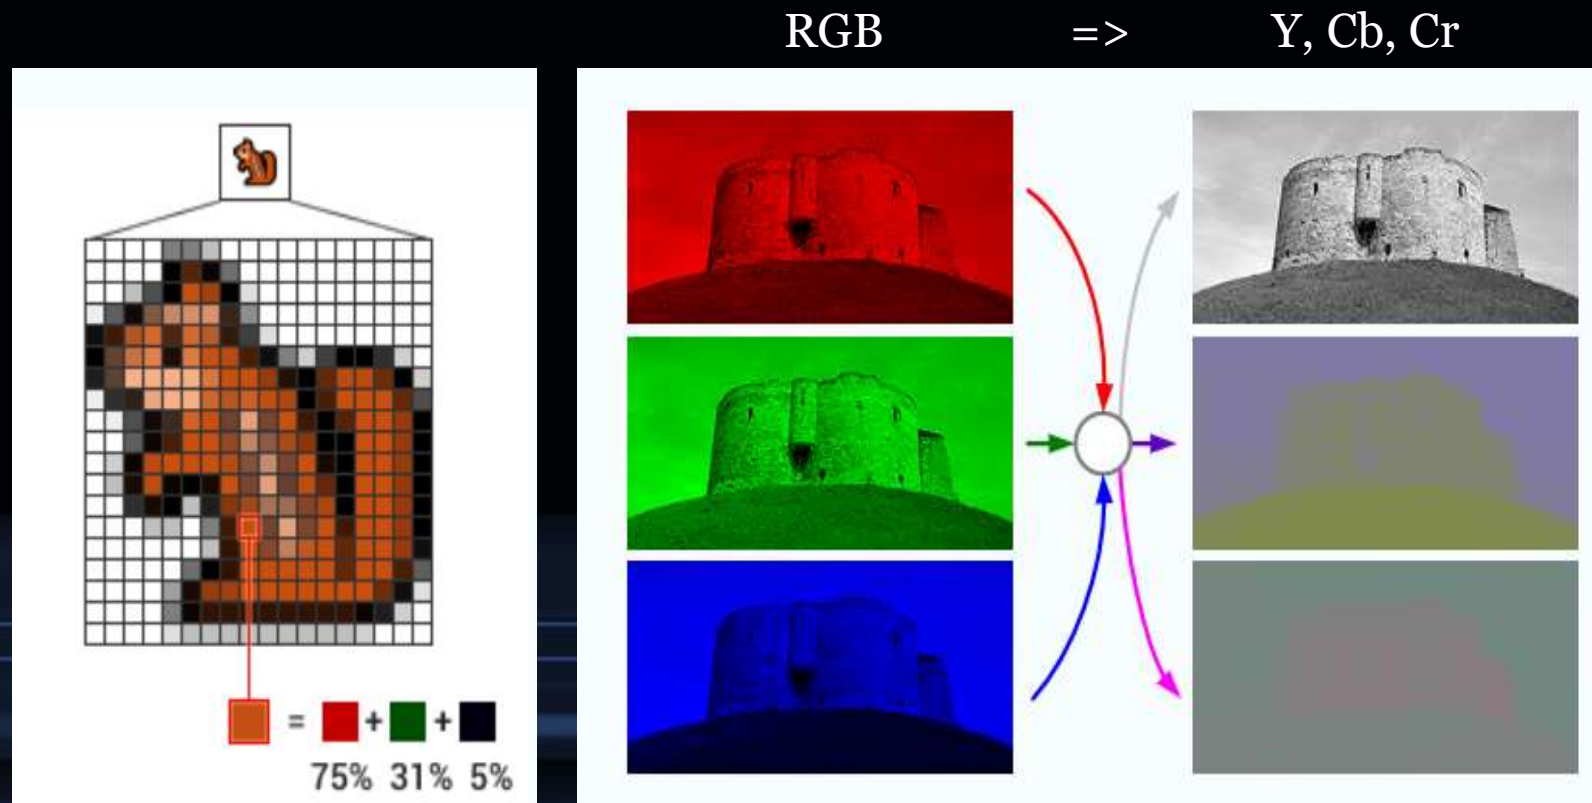 RGB => Y, Cb, Cr
= + +
75% 31% 5%